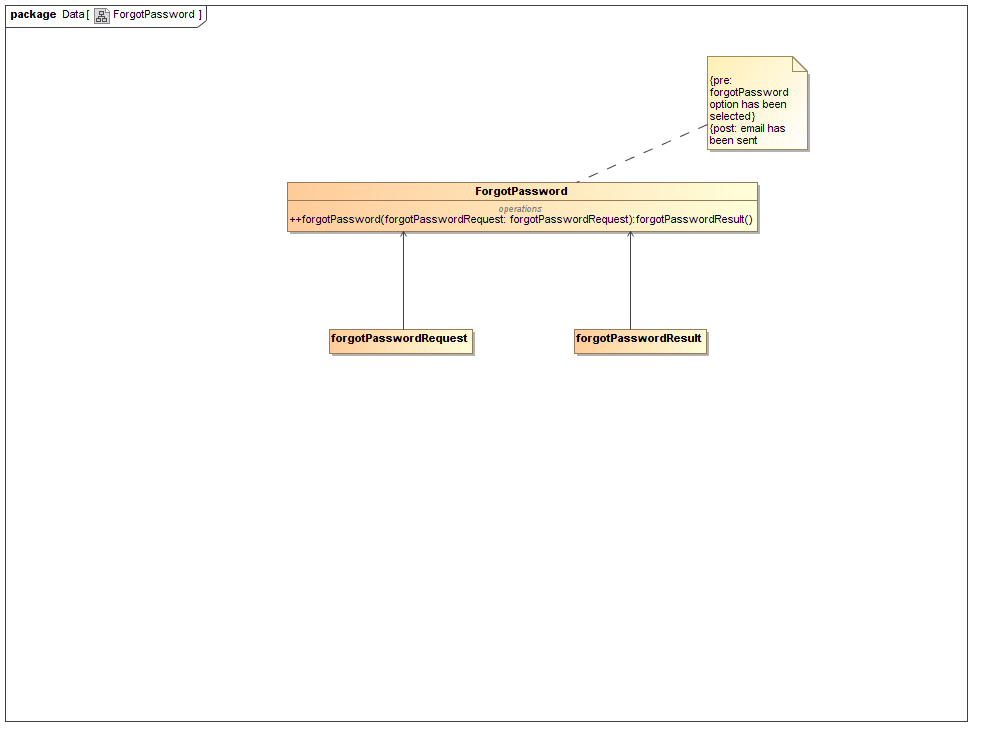 package Data[ ForgotPassword ]
{pre:
forgotPassword
option has been
selected}
{post: email has
been sent
ForgotPassword
operations
++forgotPassword(forgotPasswordRequest: forgotPasswordRequest):forgotPasswordResult()
forgotPasswordRequest
forgotPasswordResult